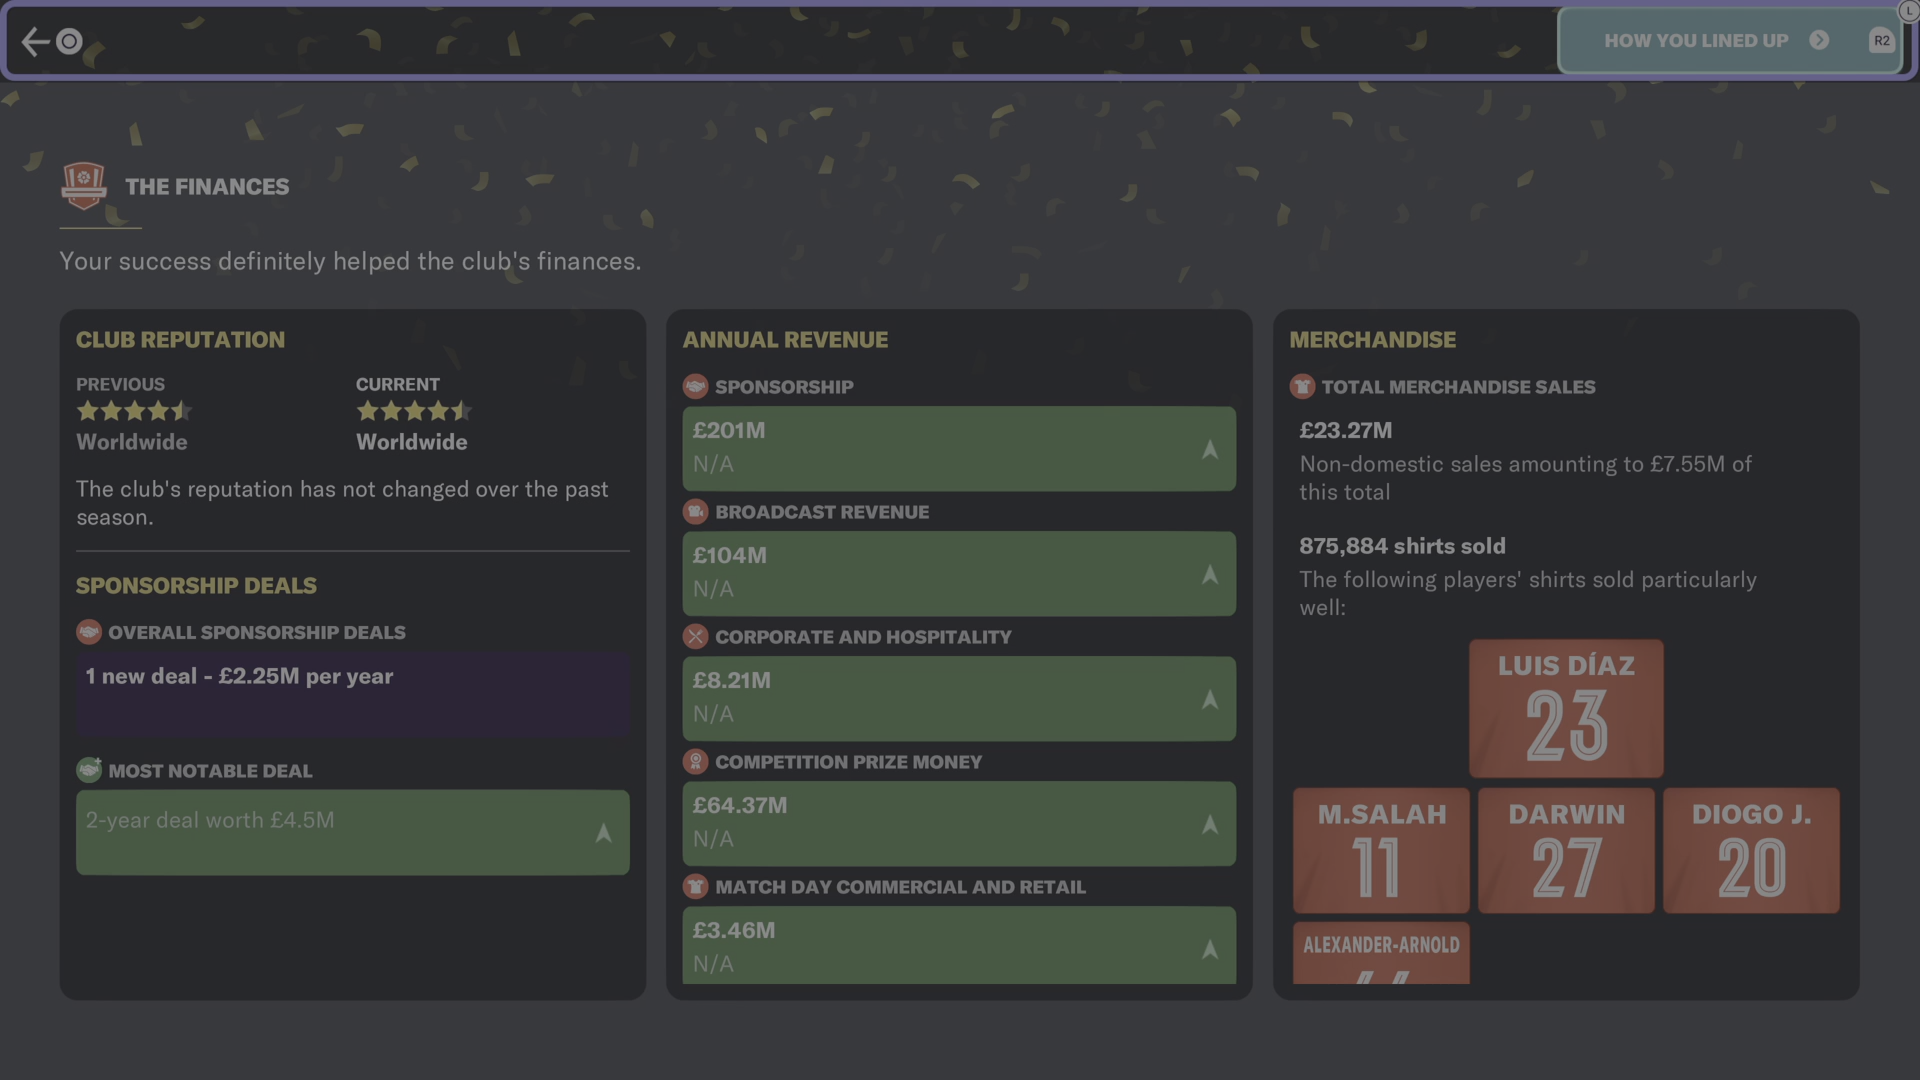 L
HOW YOU LINED UP
R2
THE FINANCES
Your success definitely helped the club's finances.
CLUB REPUTATION
PREVIOUS
CURRENT
Worldwide
Worldwide
The club's reputation has not changed over the past
season.
SPONSORSHIP DEALS
OVERALL SPONSORSHIP DEALS
1 new deal - £2.25M per year
MOST NOTABLE DEAL
2-year deal worth £4.5M
ANNUAL REVENUE
SPONSORSHIP
£201M
N/A
BROADCAST REVENUE
£104M
N/A
CORPORATE AND HOSPITALITY
£8.21M
N/A
COMPETITION PRIZE MONEY
£64.37M
N/A
MATCH DAY COMMERCIAL AND RETAIL
£3.46M
N/A
MERCHANDISE
TOTAL MERCHANDISE SALES
£23.27M
Non-domestic sales amounting to £7.55M of
this total
875,884 shirts sold
The following players' shirts sold particularly
well:
LUIS DÍAZ
23
M.SALAH
11
DARWIN
27
DIOGO J.
20
ALEXANDER-ARNOLD